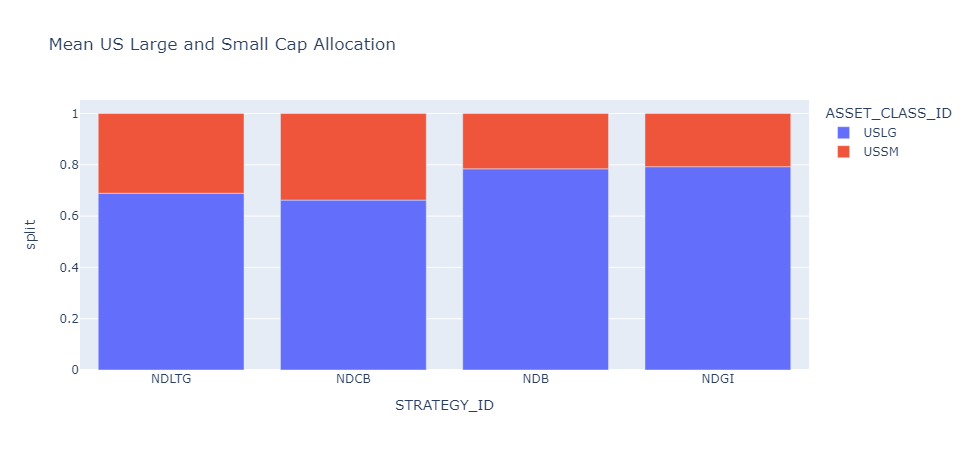 Mean US Large and Small Cap Allocation
ASSET_CLASS_ID
USLG
USSM
split
1
0.8
0.6
0.4
0.2
0
NDLTG
NDCB
NDB
NDGI
STRATEGY_ID